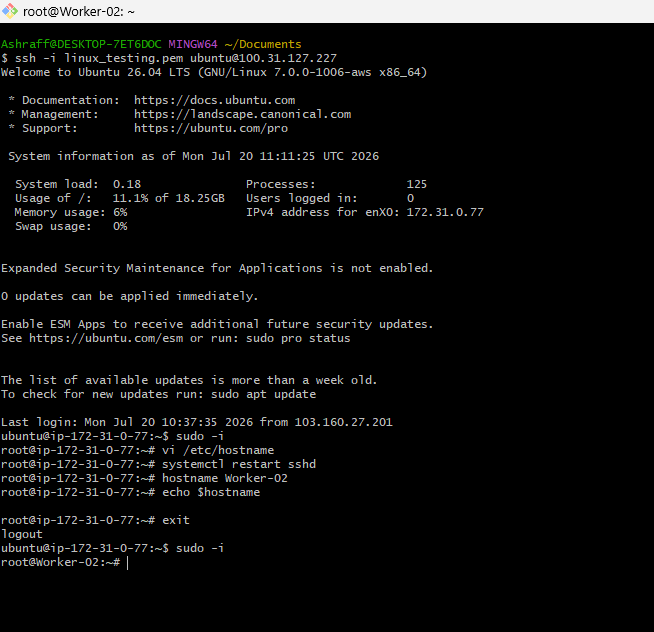 root@Worker-02: ~
Ashraff@DESKTOP-7ET6DOC MINGW64 ~/Documents
$ ssh -i linux_testing.pem ubuntu@100.31.127.227
Welcome to Ubuntu 26.04 LTS (GNU/Linux 7.0.0-1006-aws x86_64)

 * Documentation:  https://docs.ubuntu.com
 * Management:     https://landscape.canonical.com
 * Support:        https://ubuntu.com/pro

 System information as of Mon Jul 20 11:11:25 UTC 2026

  System load:  0.18               Processes:             125
  Usage of /:   11.1% of 18.25GB   Users logged in:       0
  Memory usage: 6%                 IPv4 address for enX0: 172.31.0.77
  Swap usage:   0%

Expanded Security Maintenance for Applications is not enabled.

0 updates can be applied immediately.

Enable ESM Apps to receive additional future security updates.
See https://ubuntu.com/esm or run: sudo pro status

The list of available updates is more than a week old.
To check for new updates run: sudo apt update

Last login: Mon Jul 20 10:37:35 2026 from 103.160.27.201
ubuntu@ip-172-31-0-77:~$ sudo -i
root@ip-172-31-0-77:~# vi /etc/hostname
root@ip-172-31-0-77:~# systemctl restart sshd
root@ip-172-31-0-77:~# hostname Worker-02
root@ip-172-31-0-77:~# echo $hostname

root@ip-172-31-0-77:~# exit
logout
ubuntu@ip-172-31-0-77:~$ sudo -i
root@Worker-02:~#